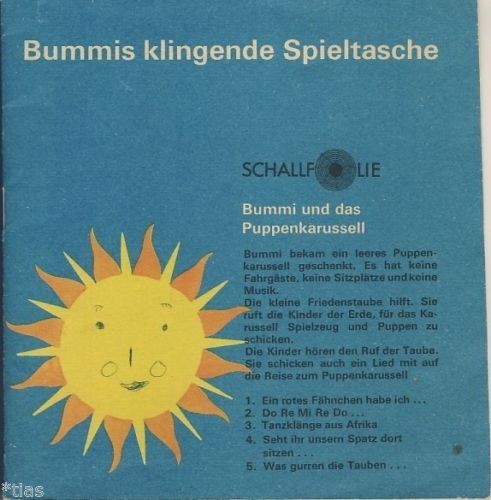 Bummis klingende Spieltasche
SCHALLFOLIE
Bummi und das
Puppenkarussell
Bummi bekam ein leeres Puppen-
karussell geschenkt. Es hat keine
Fahrgäste, keine Sitzplätze und keine
Musik.
Die kleine Friedenstaube hilft. Sie
ruft die Kinder der Erde, für das Ka-
russell Spielzeug und Puppen zu
schicken.
Die Kinder hören den Ruf der Taube.
Sie schicken auch ein Lied mit auf
die Reise zum Puppenkarussell
1. Ein rotes Fähnchen habe ich ...
2. Do Re Mi Re Do ...
3. Tanzklänge aus Afrika
4. Seht ihr unsern Spatz dort
sitzen ...
5. Was gurren die Tauben ...
*tlas